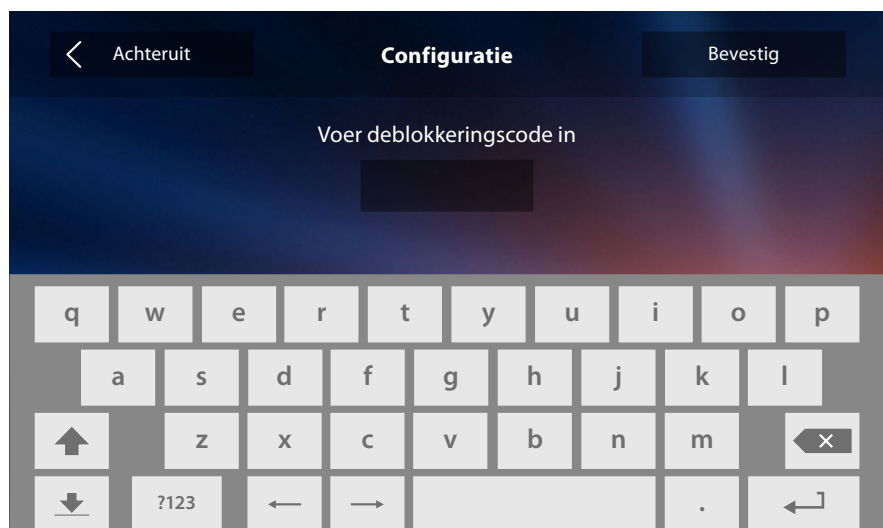 Achteruit Configuratie Bevestig
Voer deblokkeringscode in
q w e r t y u i o p
a s d f g h j k l
z x c v b n m
?123 .